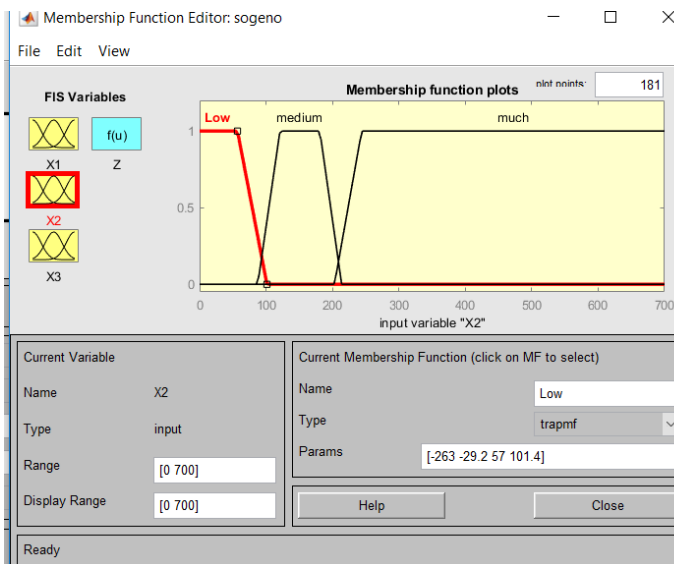 Membership Function Editor: sogeno
File Edit View
FIS Variables
Membership function plots
plot points: 181
f(u)
X1 Z
X2
X3
Low medium much
1
0.5
0
0 100 200 300 400 500 600 700
input variable "X2"
Current Variable
Name X2
Type input
Range [0 700]
Display Range [0 700]
Current Membership Function (click on MF to select)
Name Low
Type trapmf
Params [-263 -29.2 57 101.4]
Help Close
Ready